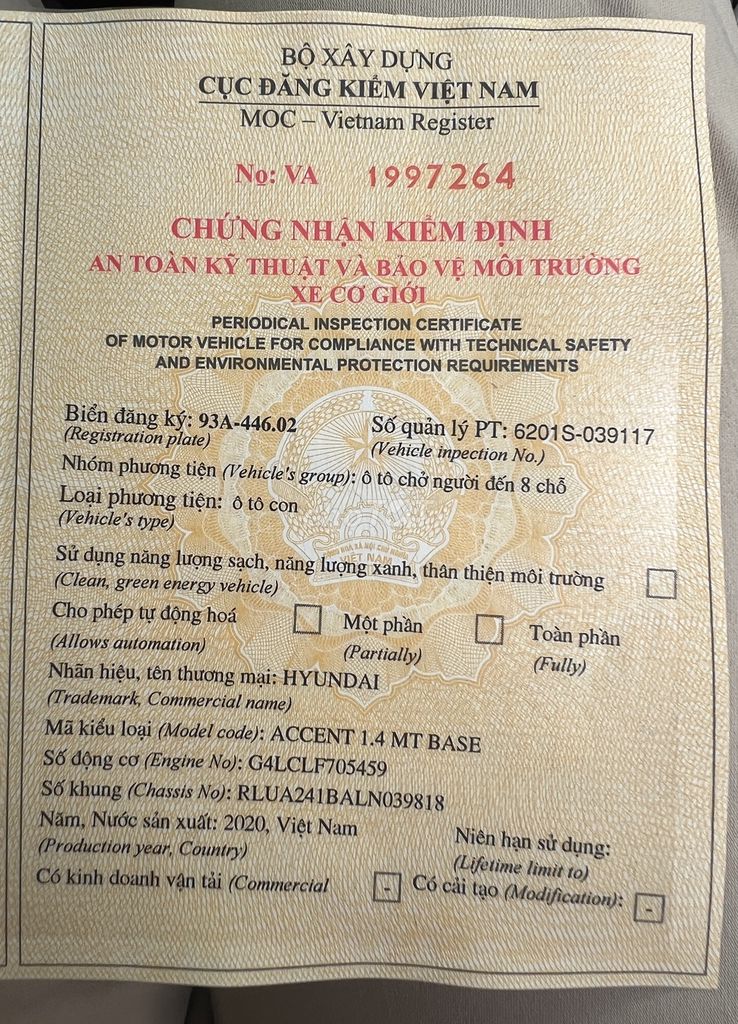 BỘ XÂY DỰNG
CỤC ĐĂNG KIỂM VIỆT NAM
MOC – Vietnam Register
No: VA 1997264
CHỨNG NHẬN KIỂM ĐỊNH
AN TOÀN KỸ THUẬT VÀ BẢO VỆ MÔI TRƯỜNG
XE CƠ GIỚI
PERIODICAL INSPECTION CERTIFICATE
OF MOTOR VEHICLE FOR COMPLIANCE WITH TECHNICAL SAFETY
AND ENVIRONMENTAL PROTECTION REQUIREMENTS
Biển đăng ký: 93A-446.02 Số quản lý PT: 6201S-039117
(Registration plate) (Vehicle inpection No.)
Nhóm phương tiện (Vehicle's group): ô tô chở người đến 8 chỗ
Loại phương tiện: ô tô con
(Vehicle's type)
VIỆT NAM
Sử dụng năng lượng sạch, năng lượng xanh, thân thiện môi trường
(Clean, green energy vehicle)
Cho phép tự động hoá Một phần Toàn phần
(Allows automation) (Partially) (Fully)
Nhãn hiệu, tên thương mại: HYUNDAI
(Trademark, Commercial name)
Mã kiểu loại (Model code): ACCENT 1.4 MT BASE
Số động cơ (Engine No): G4LCLF705459
Số khung (Chassis No): RLUA241BALN039818
Năm, Nước sản xuất: 2020, Việt Nam Niên hạn sử dụng:
(Production year, Country) (Lifetime limit to)
Có kinh doanh vận tải (Commercial - Có cải tạo (Modification): -